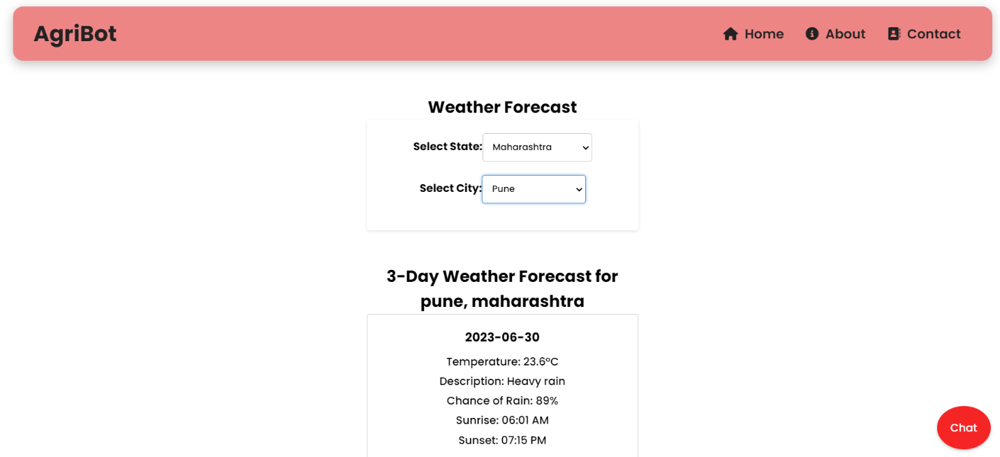 AgriBot
Home
About
Contact
Weather Forecast
Select State: Maharashtra
Select City: Pune
3-Day Weather Forecast for
pune, maharashtra
2023-06-30
Temperature: 23.6°C
Description: Heavy rain
Chance of Rain: 89%
Sunrise: 06:01 AM
Sunset: 07:15 PM
Chat